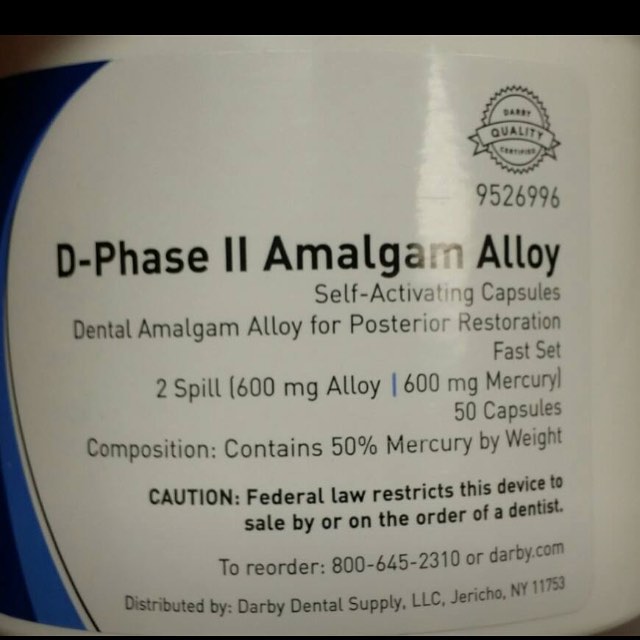 DARBY
QUALITY
CERTIFIED
9526996
D-Phase II Amalgam Alloy
Self-Activating Capsules
Dental Amalgam Alloy for Posterior Restoration
Fast Set
2 Spill (600 mg Alloy | 600 mg Mercury)
50 Capsules
Composition: Contains 50% Mercury by Weight
CAUTION: Federal law restricts this device to
sale by or on the order of a dentist.
To reorder: 800-645-2310 or darby.com
Distributed by: Darby Dental Supply, LLC, Jericho, NY 11753